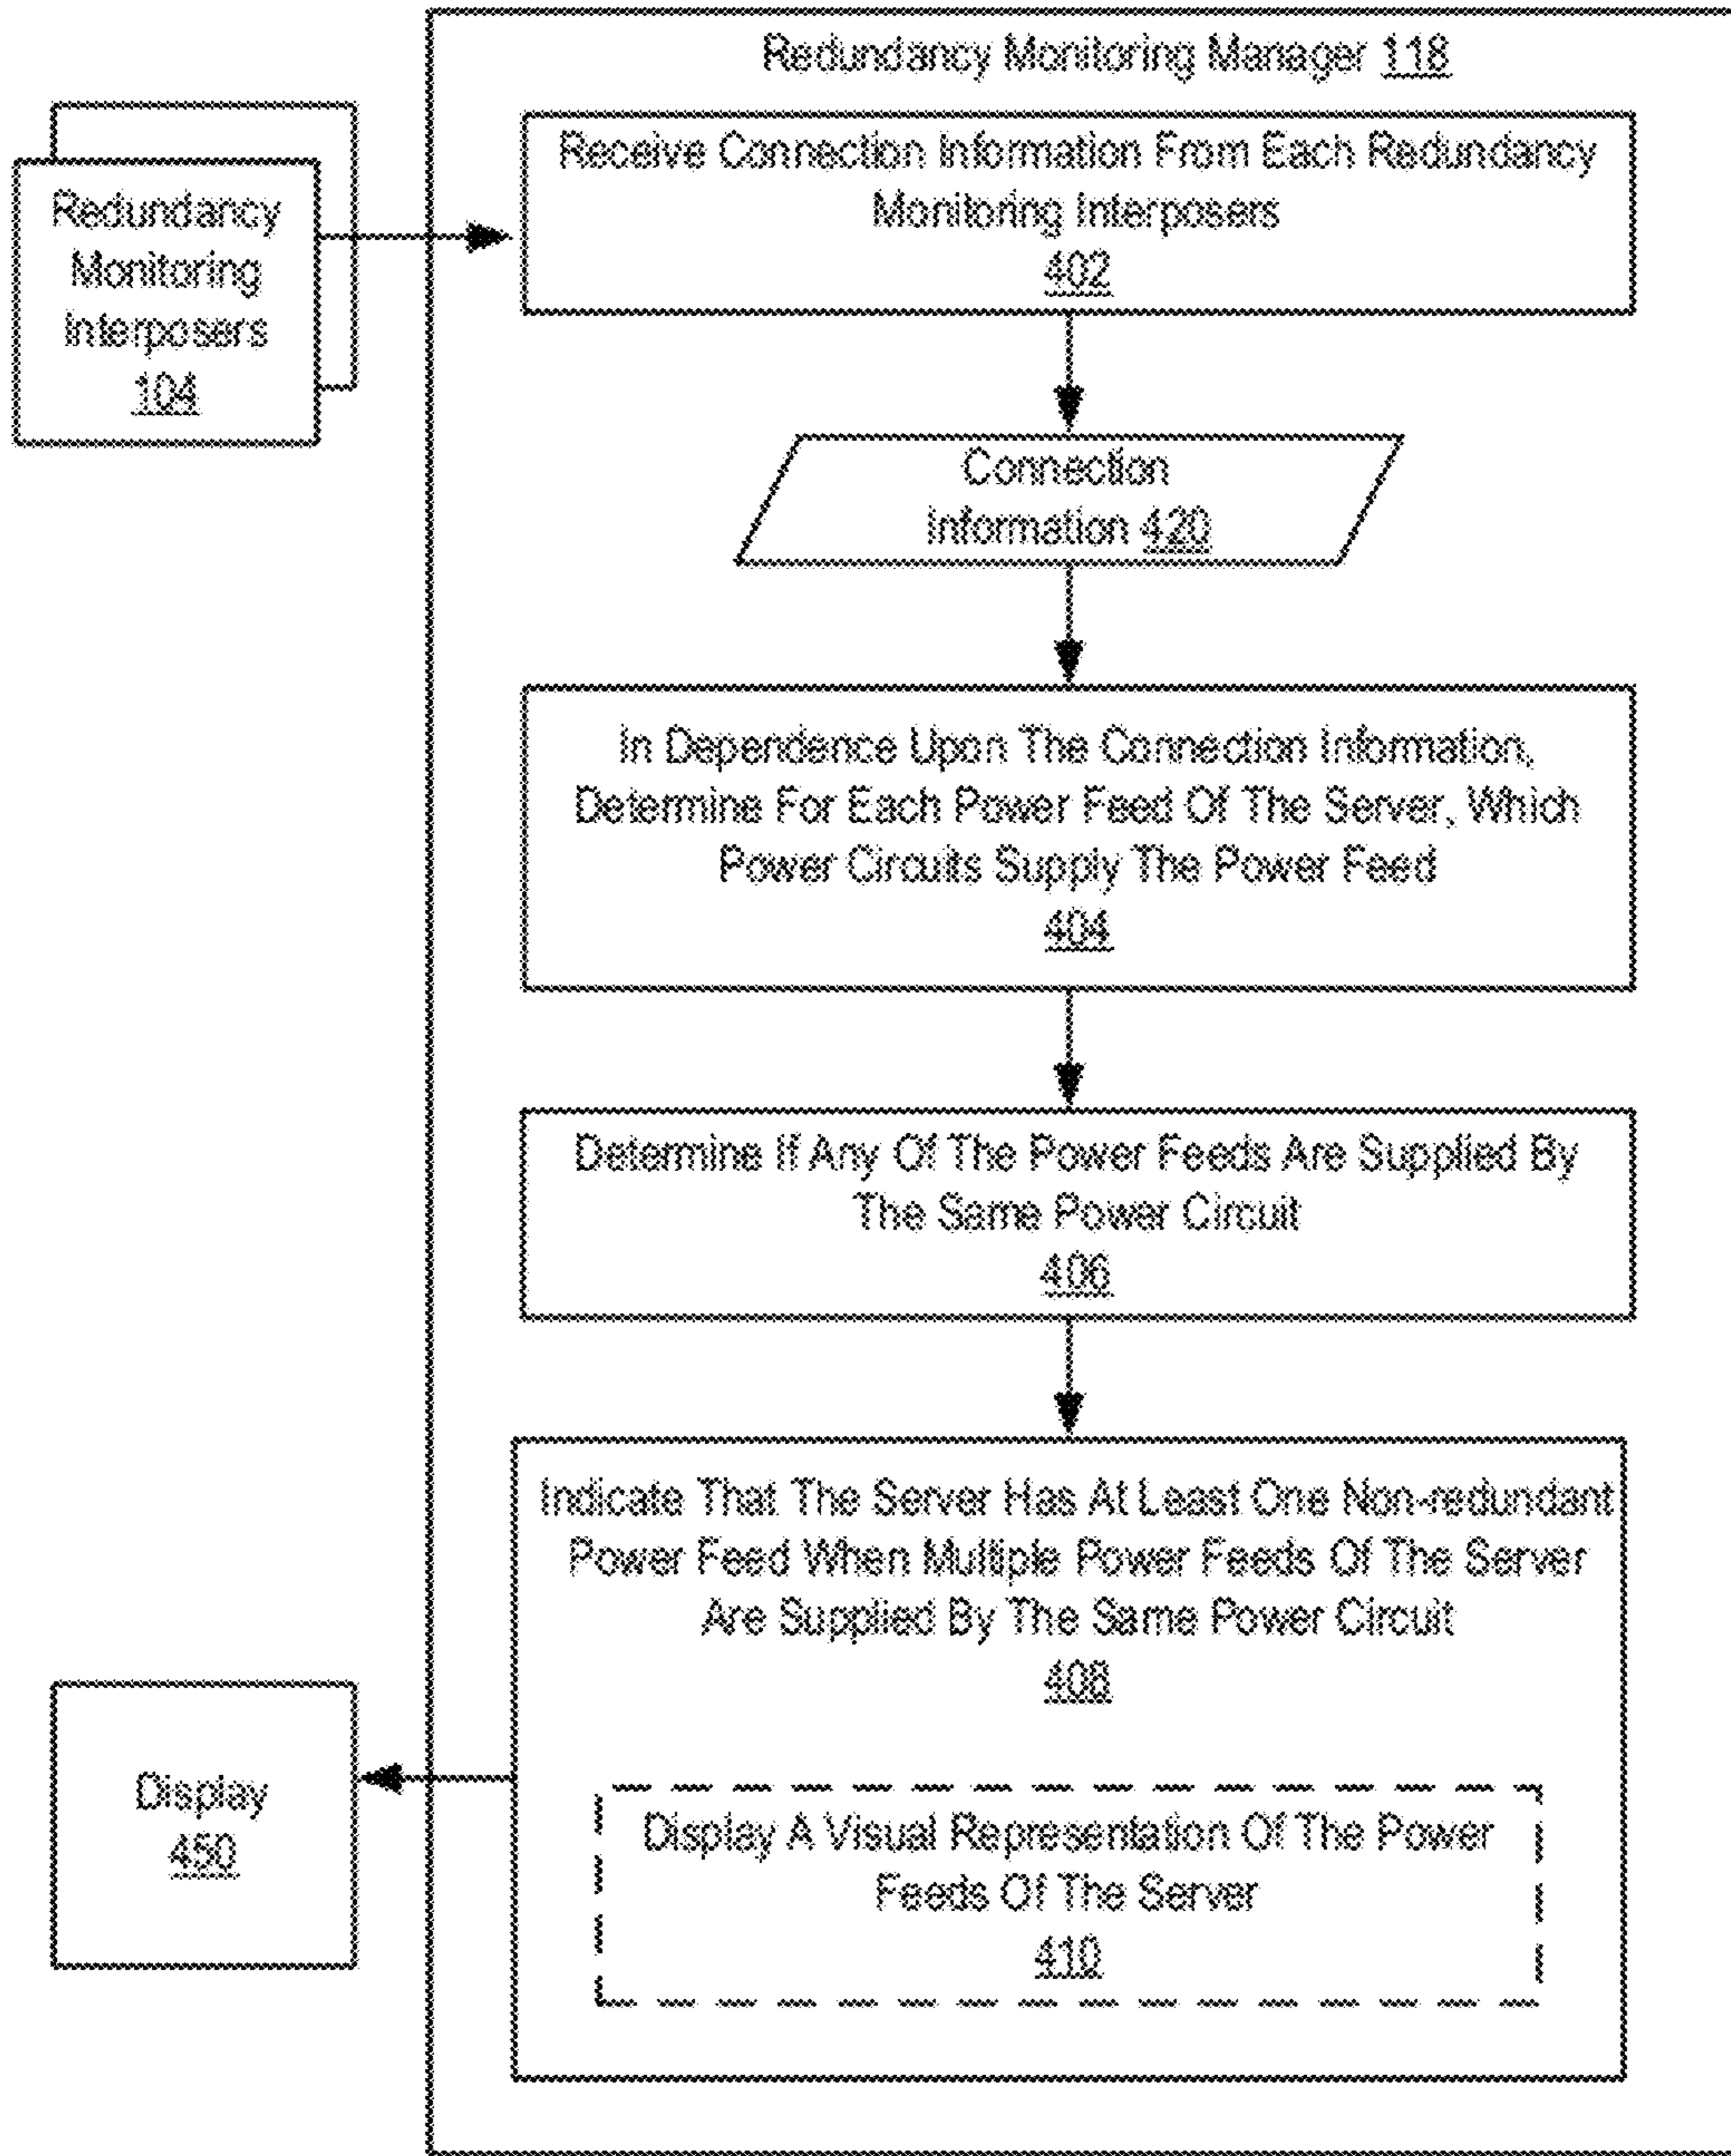 Redundancy Monitoring Manager 118
Redundancy
Monitoring
Interposers
104
Receive Connection Information From Each Redundancy
Monitoring Interposers
402
Connection
Information 420
In Dependence Upon The Connection Information,
Determine For Each Power Feed Of The Server, Which
Power Circuits Supply The Power Feed
404
Determine If Any Of The Power Feeds Are Supplied By
The Same Power Circuit
406
Indicate That The Server Has At Least One Non-redundant
Power Feed When Multiple Power Feeds Of The Server
Are Supplied By The Same Power Circuit
408
Display
450
Display A Visual Representation Of The Power
Feeds Of The Server
410